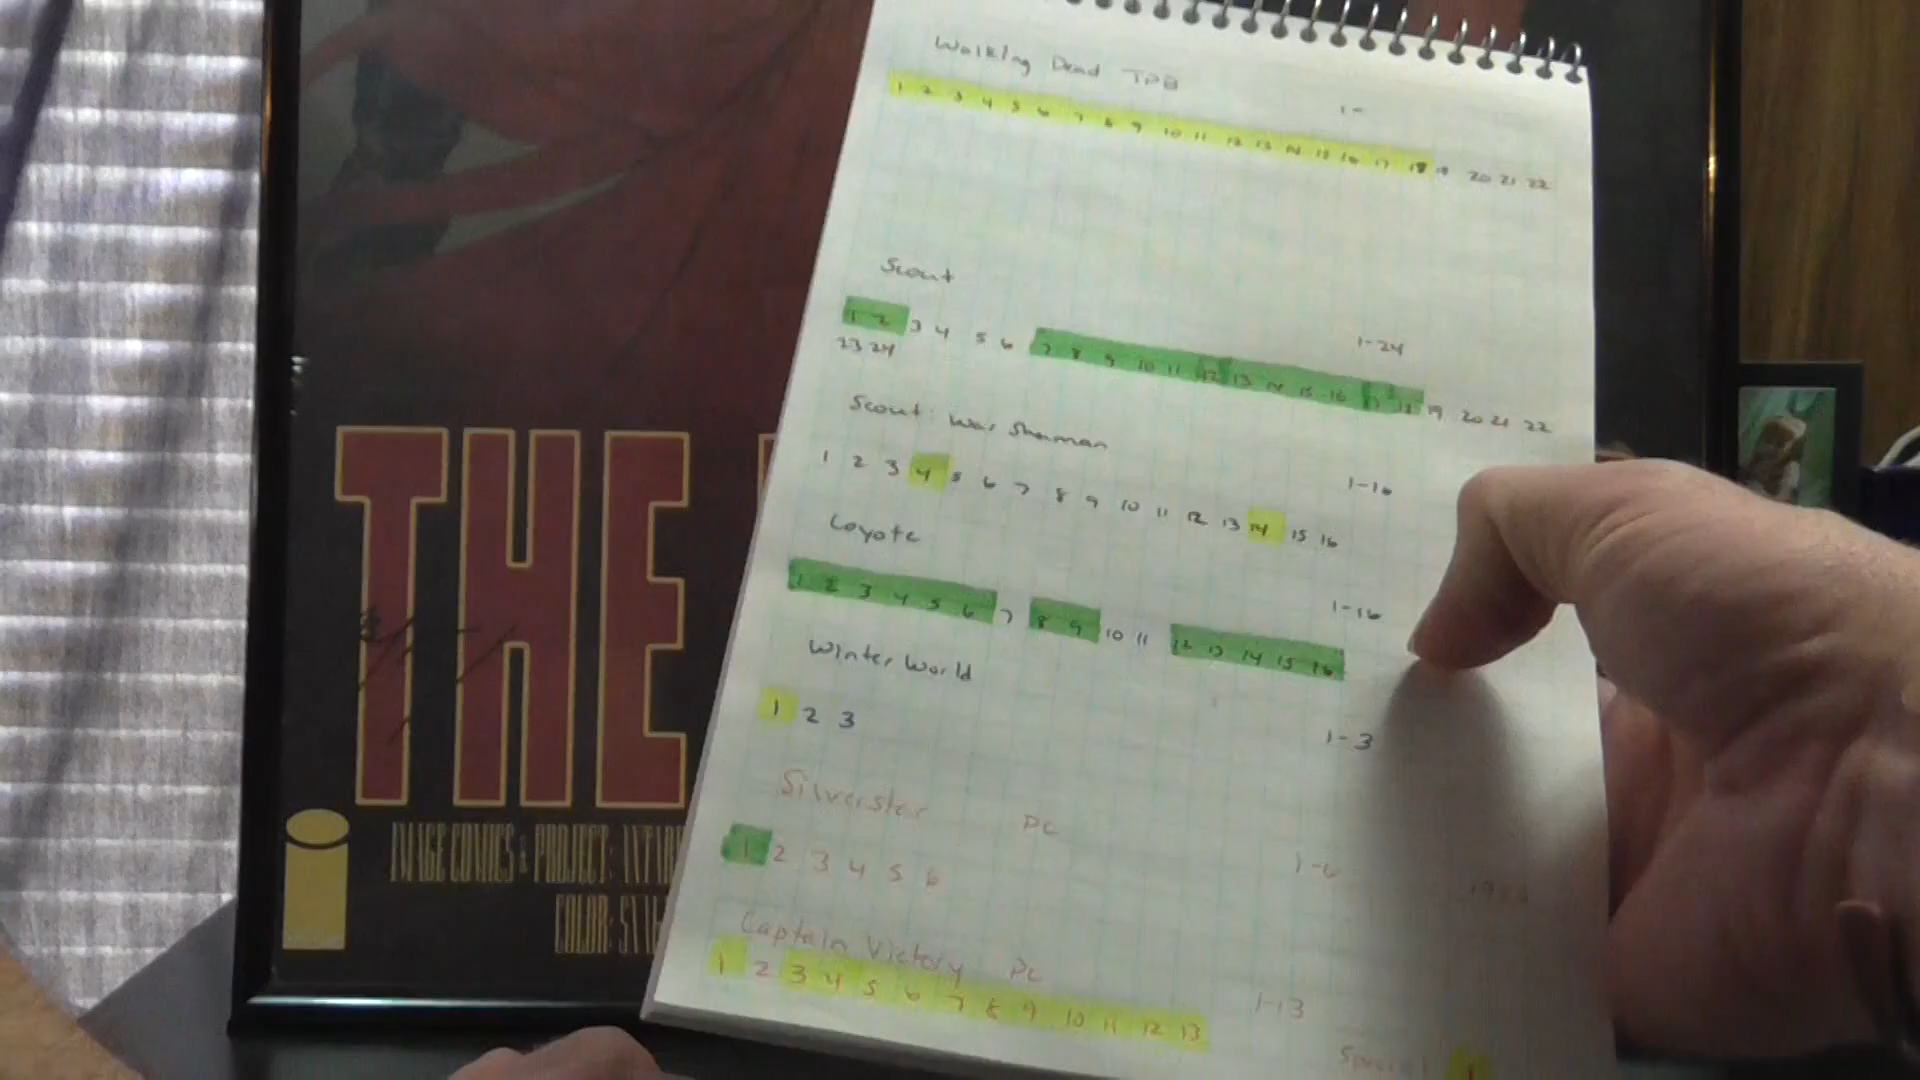 Walking Dead TPB
1-
1 2 3 4 5 6 7 8 9 10 11 12 13 14 15 16 17 18 19 20 21 22
Scout
1-24
1 2 3 4 5 6 7 8 9 10 11 12 13 14 15 16 17 18 19 20 21 22
23 24
Scout: War Shaman
1-16
1 2 3 4 5 6 7 8 9 10 11 12 13 14 15 16
Coyote
1-16
1 2 3 4 5 6 7 8 9 10 11 12 13 14 15 16
Winter World
1-3
1 2 3
Silverstar PC
1-6
1 2 3 4 5 6
Captain Victory PC
1-13
1 2 3 4 5 6 7 8 9 10 11 12 13
Special 1
THE
IMAGE COMICS & PROJECT:
COLOR: